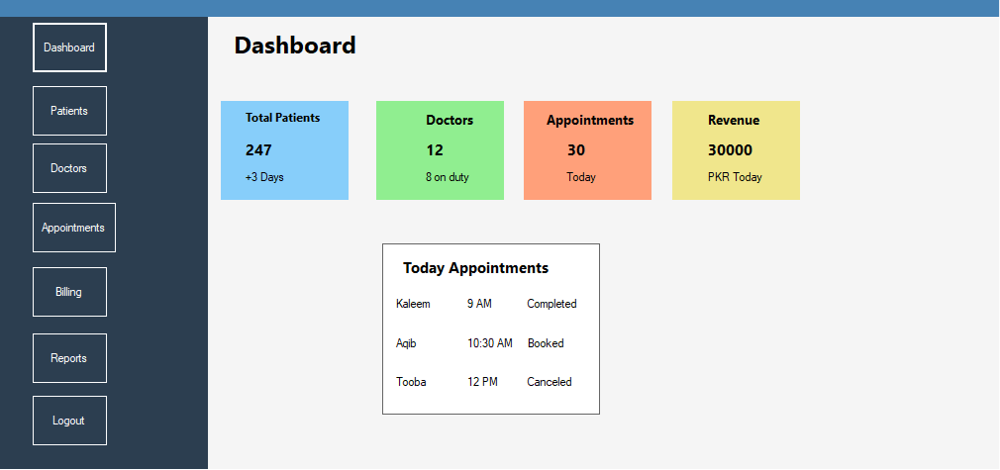 Dashboard
Patients
Doctors
Appointments
Billing
Reports
Logout
Dashboard
Total Patients
247
+3 Days
Doctors
12
8 on duty
Appointments
30
Today
Revenue
30000
PKR Today
Today Appointments
Kaleem 9 AM Completed
Aqib 10:30 AM Booked
Tooba 12 PM Canceled